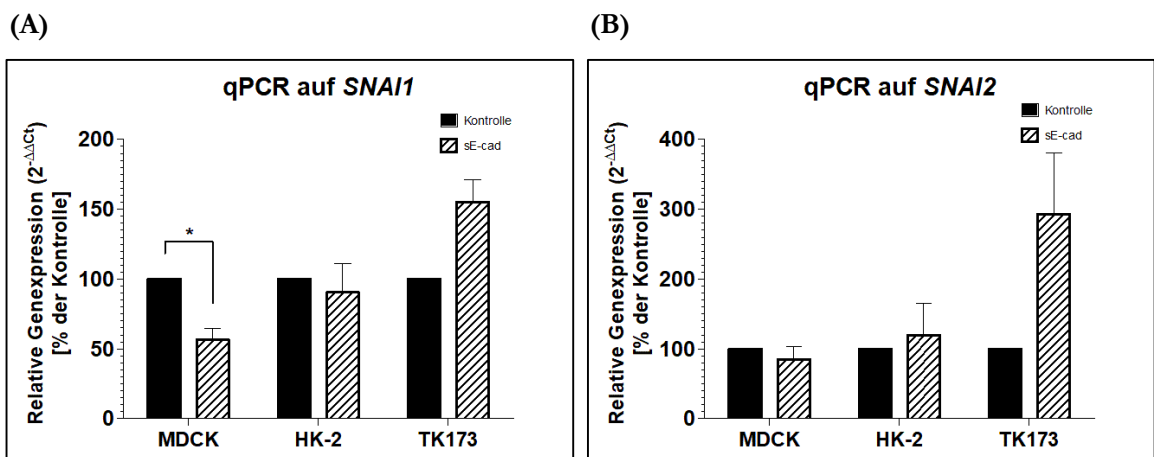 (A)
qPCR auf SNAI1
Kontrolle
sE-cad
Relative Genexpression (2-ΔΔCt)
[% der Kontrolle]
200
150
100
50
0
*
MDCK HK-2 TK173
(B)
qPCR auf SNAI2
Kontrolle
sE-cad
Relative Genexpression (2-ΔΔCt)
[% der Kontrolle]
400
300
200
100
0
MDCK HK-2 TK173